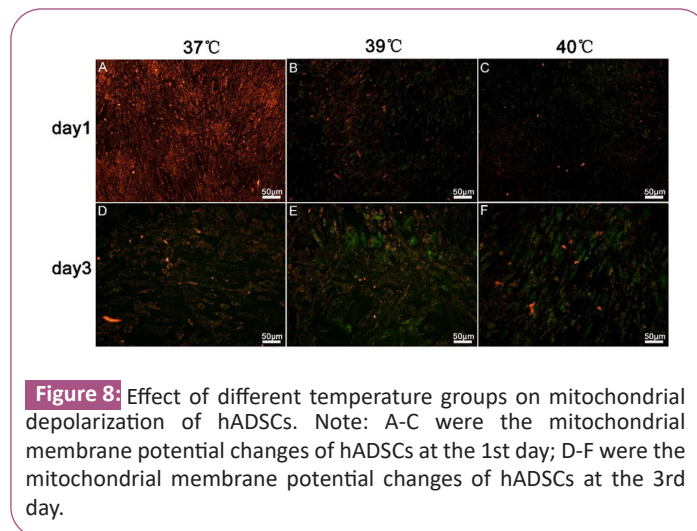 37℃ 39℃ 40℃
A B C
day1
50μm 50μm 50μm
D E F
day3
50μm 50μm 50μm
Figure 8: Effect of different temperature groups on mitochondrial
depolarization of hADSCs. Note: A-C were the mitochondrial
membrane potential changes of hADSCs at the 1st day; D-F were the
mitochondrial membrane potential changes of hADSCs at the 3rd
day.